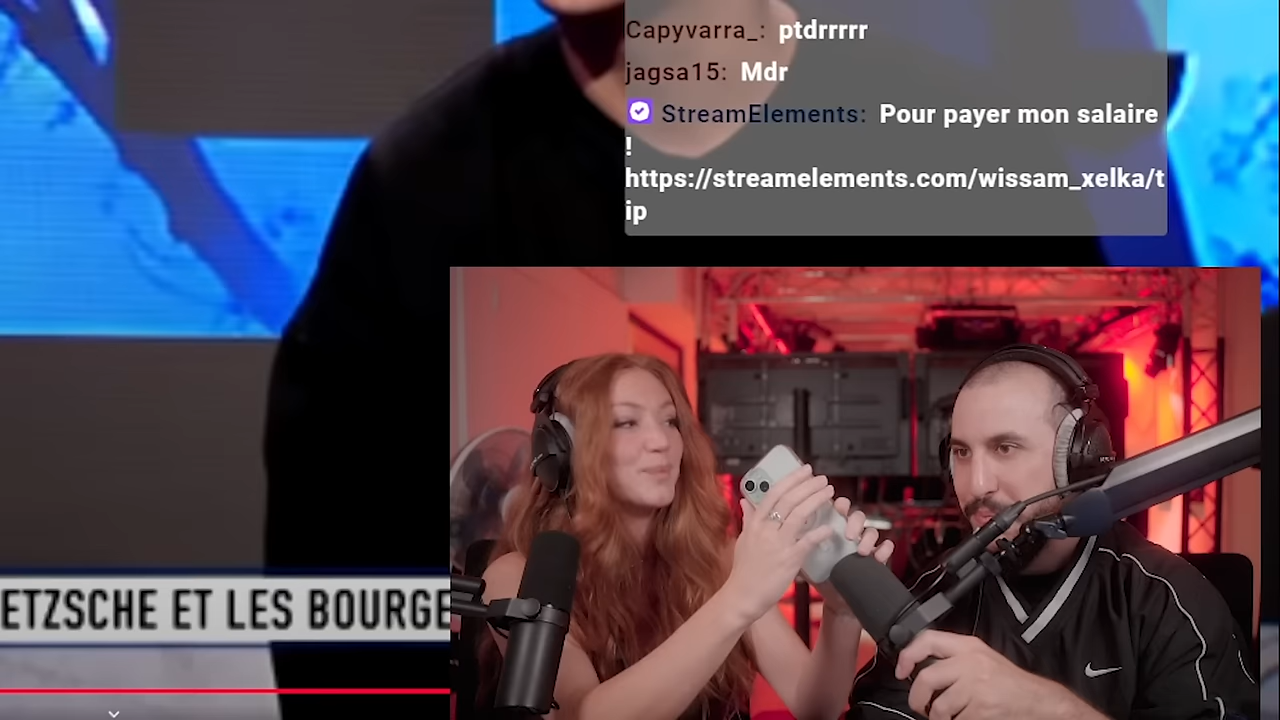 Capyvarra_: ptdrrrrr
jagsa15: Mdr
StreamElements: Pour payer mon salaire
!
https://streamelements.com/wissam_xelka/t
ip
ETZSCHE ET LES BOURGE